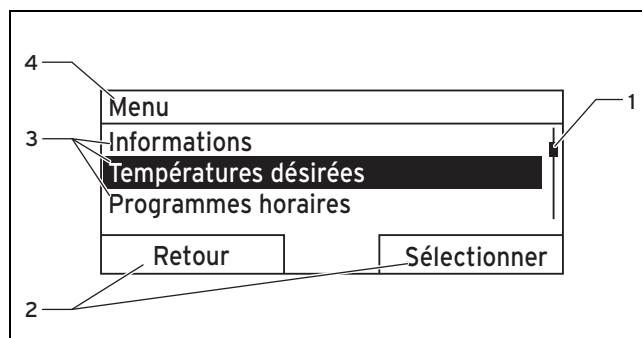 4
Menu
1
3
Informations
Températures désirées
Programmes horaires
Retour
Sélectionner
2